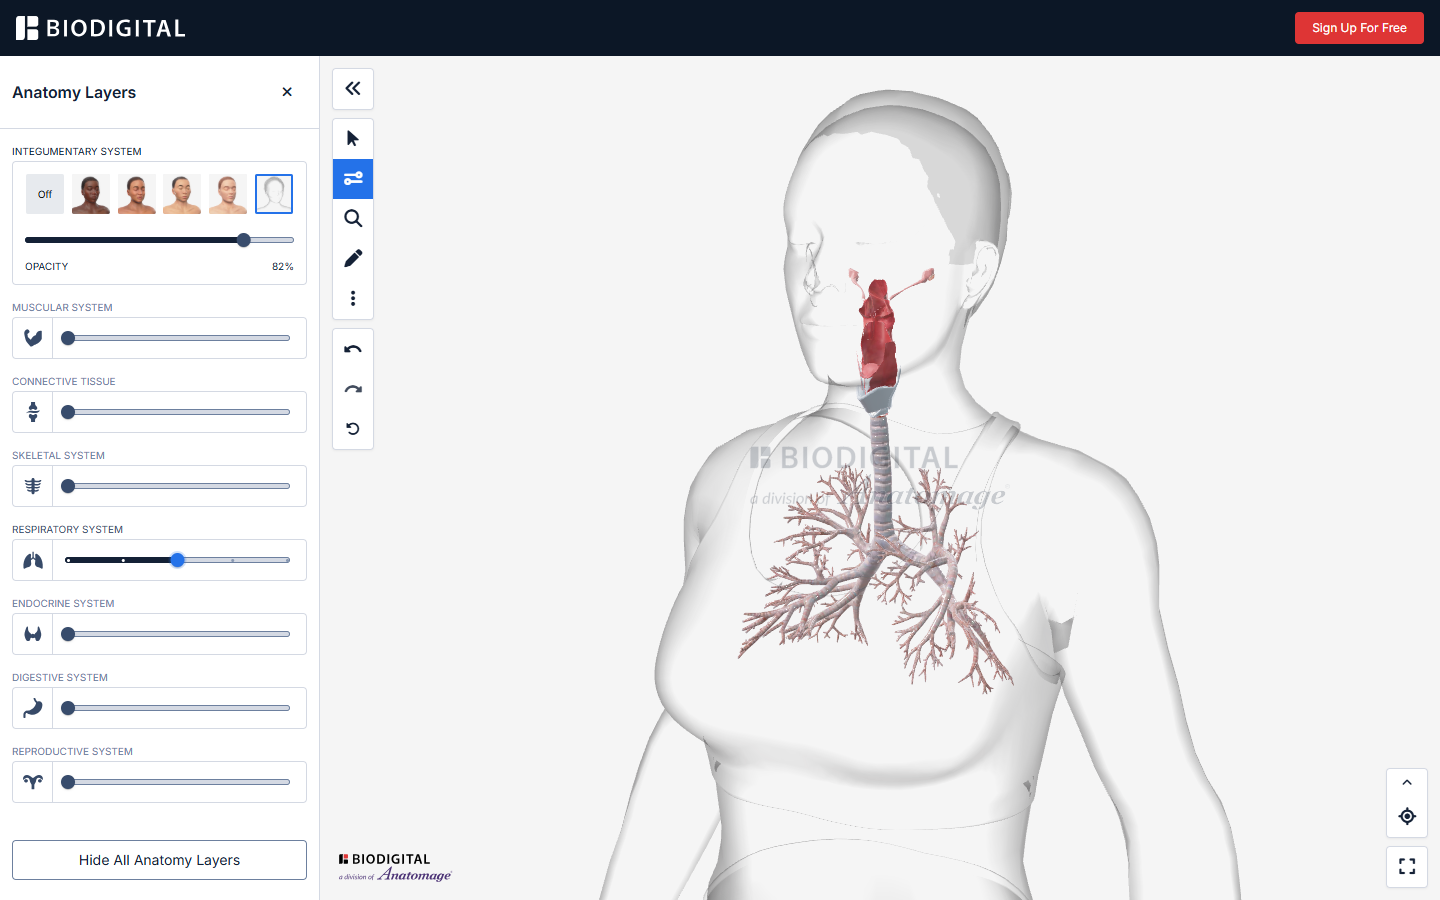 BIODIGITAL
Sign Up For Free
Anatomy Layers
INTEGUMENTARY SYSTEM
Off
OPACITY
82%
MUSCULAR SYSTEM
CONNECTIVE TISSUE
SKELETAL SYSTEM
RESPIRATORY SYSTEM
ENDOCRINE SYSTEM
DIGESTIVE SYSTEM
REPRODUCTIVE SYSTEM
Hide All Anatomy Layers
BIODIGITAL
a division of Anatomage
BIODIGITAL
a division of Anatomage